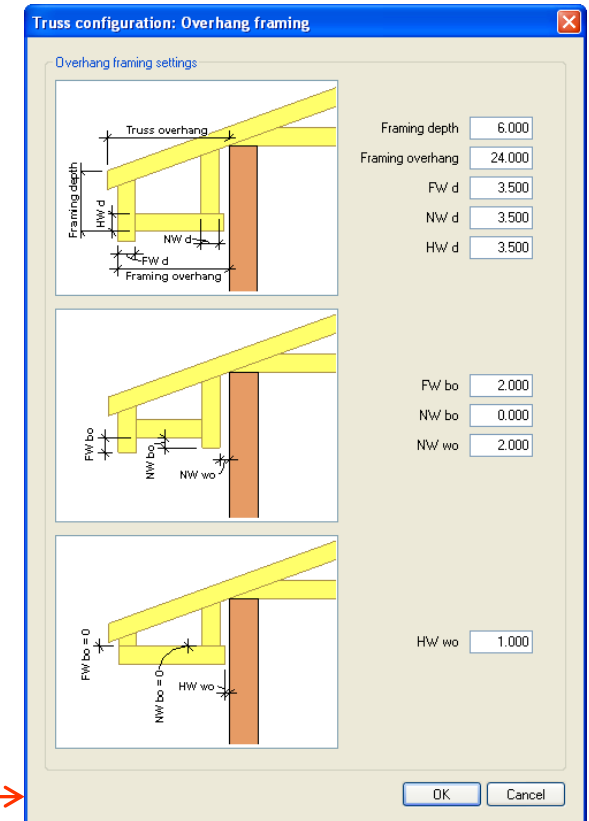 Truss configuration: Overhang framing
Overhang framing settings
Truss overhang
Framing depth
HW d
NW d
FW d
Framing overhang
Framing depth 6.000
Framing overhang 24.000
FW d 3.500
NW d 3.500
HW d 3.500
FW bo
NW bo
NW wo
FW bo 2.000
NW bo 0.000
NW wo 2.000
FW bo = 0
NW bo = 0
HW wo
HW wo 1.000
OK Cancel